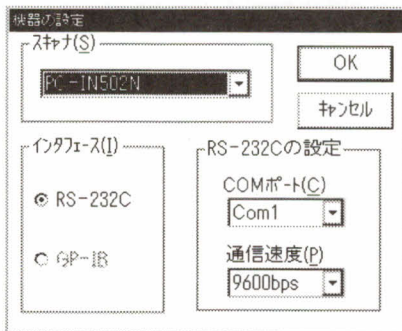 機器の設定
ｽｷｬﾅ(S)
PC-IN502N
OK
ｷｬﾝｾﾙ
ｲﾝﾀﾌｪｰｽ(I)
RS-232C
GP-IB
RS-232Cの設定
COMﾎﾟｰﾄ(C)
Com1
通信速度(P)
9600bps